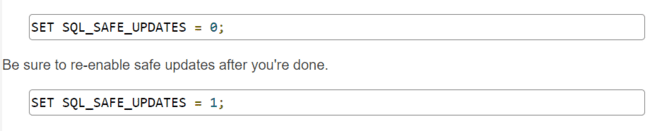 SET SQL_SAFE_UPDATES = 0;
Be sure to re-enable safe updates after you're done.
SET SQL_SAFE_UPDATES = 1;